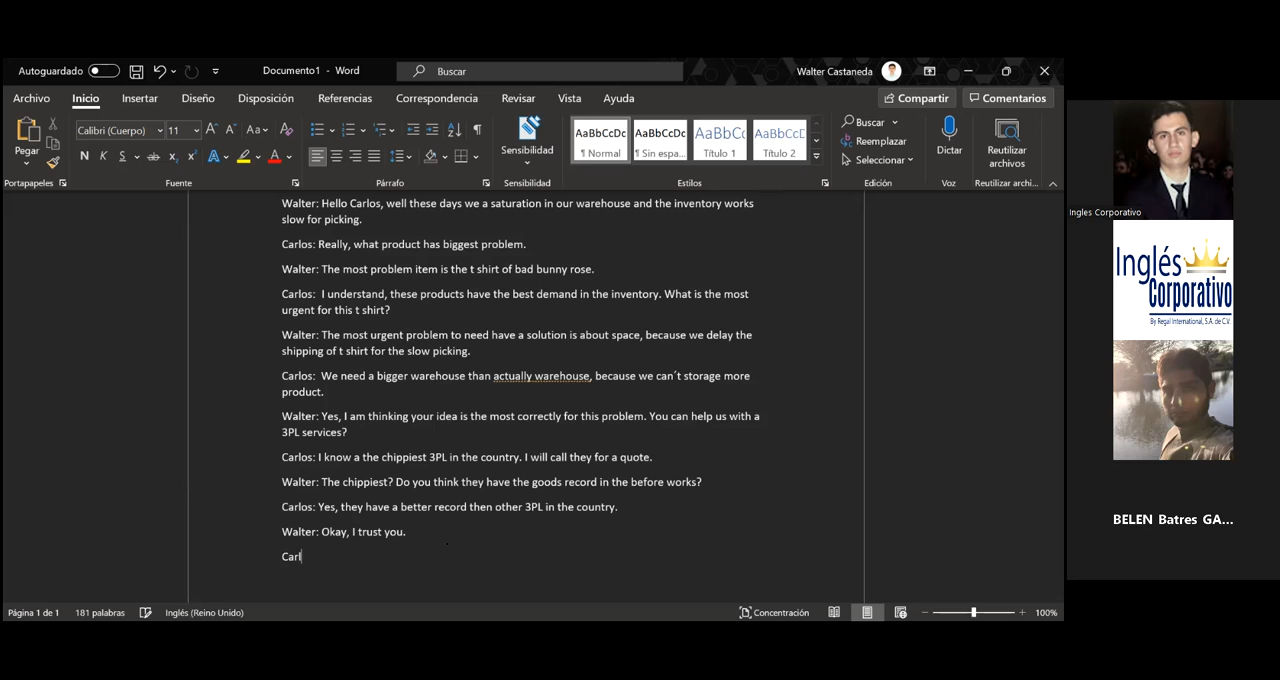 Autoguardado
Documento1 - Word
Buscar
Walter Castaneda
Archivo
Inicio
Insertar
Diseño
Disposición
Referencias
Correspondencia
Revisar
Vista
Ayuda
Compartir
Comentarios
Pegar
Calibri (Cuerpo)
11
N K S ab x₂ x²
Sensibilidad
AaBbCcDc
¶ Normal
AaBbCcDc
¶ Sin espa...
AaBbC
Título 1
AaBbCcE
Título 2
Buscar
Reemplazar
Seleccionar
Dictar
Reutilizar
archivos
Portapapeles
Fuente
Párrafo
Sensibilidad
Estilos
Edición
Voz
Reutilizar archi...
Walter: Hello Carlos, well these days we a saturation in our warehouse and the inventory works
slow for picking.
Carlos: Really, what product has biggest problem.
Walter: The most problem item is the t shirt of bad bunny rose.
Carlos: I understand, these products have the best demand in the inventory. What is the most
urgent for this t shirt?
Walter: The most urgent problem to need have a solution is about space, because we delay the
shipping of t shirt for the slow picking.
Carlos: We need a bigger warehouse than actually warehouse, because we can´t storage more
product.
Walter: Yes, I am thinking your idea is the most correctly for this problem. You can help us with a
3PL services?
Carlos: I know a the chippiest 3PL in the country. I will call they for a quote.
Walter: The chippiest? Do you think they have the goods record in the before works?
Carlos: Yes, they have a better record then other 3PL in the country.
Walter: Okay, I trust you.
Carl
Página 1 de 1
181 palabras
Inglés (Reino Unido)
Concentración
100%
Ingles Corporativo
Inglés
Corporativo
By Regal International, S.A. de C.V.
BELEN Batres GA...